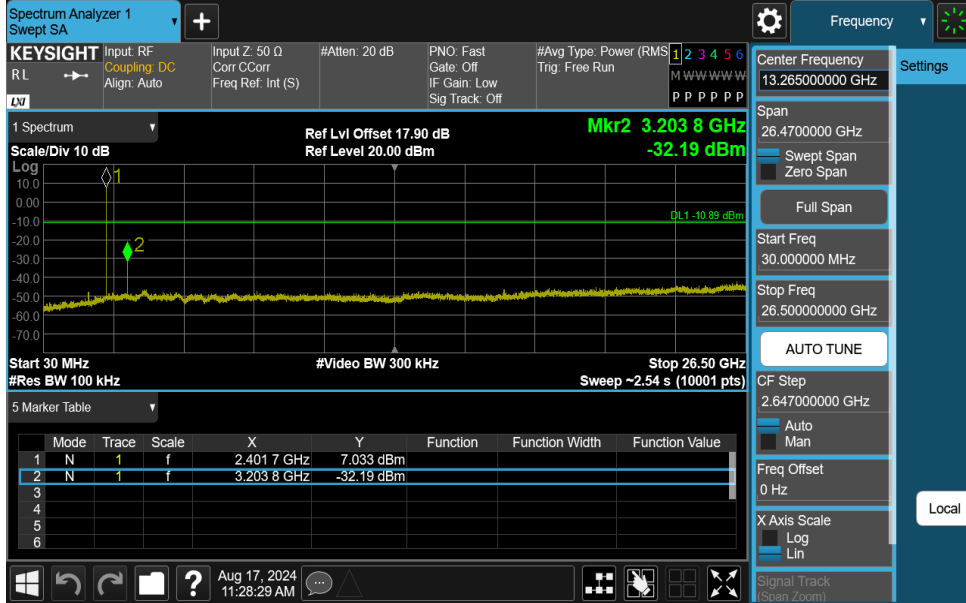 Spectrum Analyzer 1
Swept SA
Frequency
KEYSIGHT
RL
LXI
Input: RF
Coupling: DC
Align: Auto
Input Z: 50 Ω
Corr CCorr
Freq Ref: Int (S)
#Atten: 20 dB
PNO: Fast
Gate: Off
IF Gain: Low
Sig Track: Off
#Avg Type: Power (RMS
Trig: Free Run
1 2 3 4 5 6
M W W W W W
P P P P P P
1 Spectrum
Scale/Div 10 dB
Ref Lvl Offset 17.90 dB
Ref Level 20.00 dBm
Mkr2 3.203 8 GHz
-32.19 dBm
Log
10.0
0.00
-10.0
-20.0
-30.0
-40.0
-50.0
-60.0
-70.0
1
2
DL1 -10.89 dBm
Start 30 MHz
#Video BW 300 kHz
Stop 26.50 GHz
#Res BW 100 kHz
Sweep ~2.54 s (10001 pts)
5 Marker Table
Mode Trace Scale X Y Function Function Width Function Value
1 N 1 f 2.401 7 GHz 7.033 dBm
2 N 1 f 3.203 8 GHz -32.19 dBm
3
4
5
6
Aug 17, 2024
11:28:29 AM
Center Frequency
13.265000000 GHz
Span
26.4700000 GHz
Swept Span
Zero Span
Full Span
Start Freq
30.000000 MHz
Stop Freq
26.500000000 GHz
AUTO TUNE
CF Step
2.647000000 GHz
Auto
Man
Freq Offset
0 Hz
X Axis Scale
Log
Lin
Signal Track
(Span Zoom)
Settings
Local